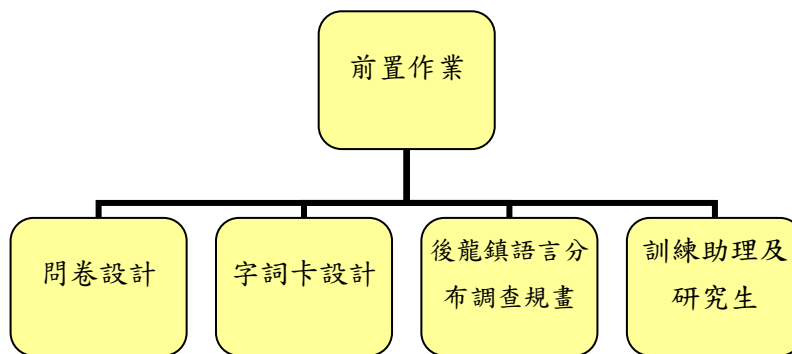 前置作業
問卷設計
字詞卡設計
後龍鎮語言分
布調查規畫
訓練助理及
研究生